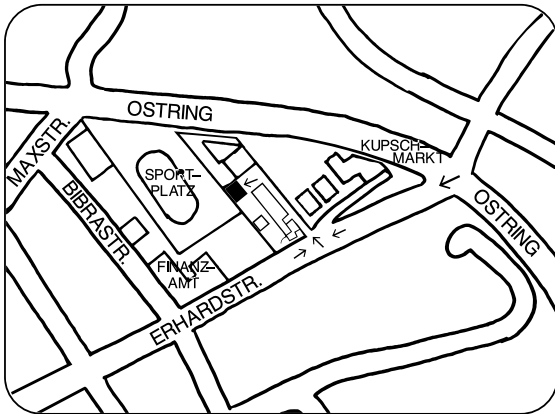 OSTRING
MAXSTR.
KUPSCH-
MARKT
SPORT-
PLATZ
BIBRASTR.
OSTRING
FINANZ-
AMT
ERHARDSTR.